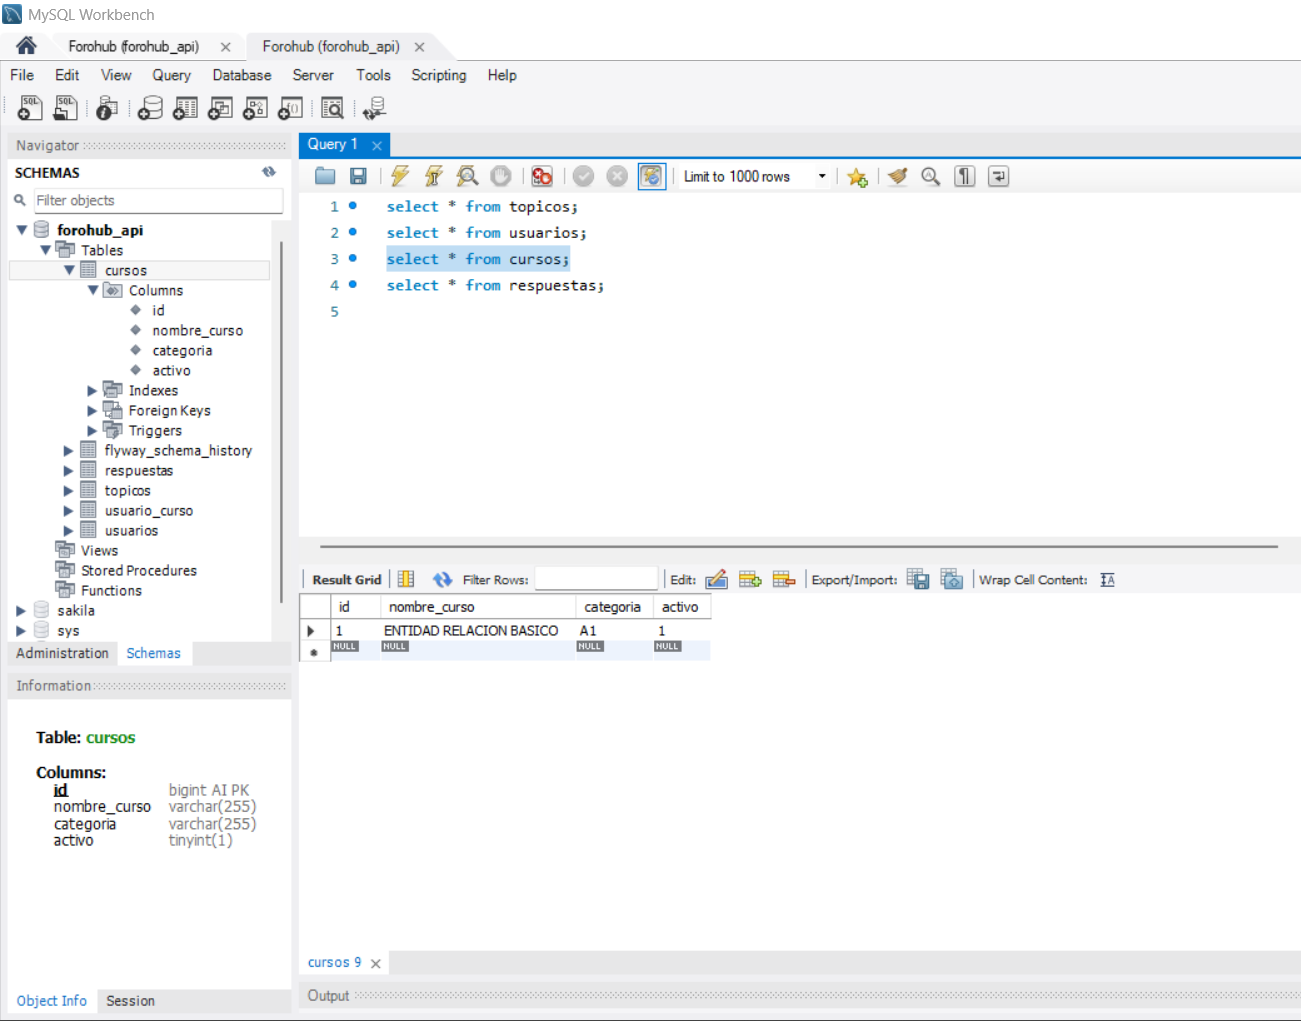 MySQL Workbench
Forohub (forohub_api) Forohub (forohub_api)
File Edit View Query Database Server Tools Scripting Help
Navigator
SCHEMAS
Filter objects
forohub_api
Tables
cursos
Columns
id
nombre_curso
categoria
activo
Indexes
Foreign Keys
Triggers
flyway_schema_history
respuestas
topicos
usuario_curso
usuarios
Views
Stored Procedures
Functions
sakila
sys
Administration Schemas
Information
Table: cursos
Columns:
id bigint AI PK
nombre_curso varchar(255)
categoria varchar(255)
activo tinyint(1)
Object Info Session
Query 1
Limit to 1000 rows
1 select * from topicos;
2 select * from usuarios;
3 select * from cursos;
4 select * from respuestas;
5
Result Grid Filter Rows: Edit: Export/Import: Wrap Cell Content: IA
id nombre_curso categoria activo
1 ENTIDAD RELACION BASICO A1 1
NULL NULL NULL NULL
cursos 9
Output